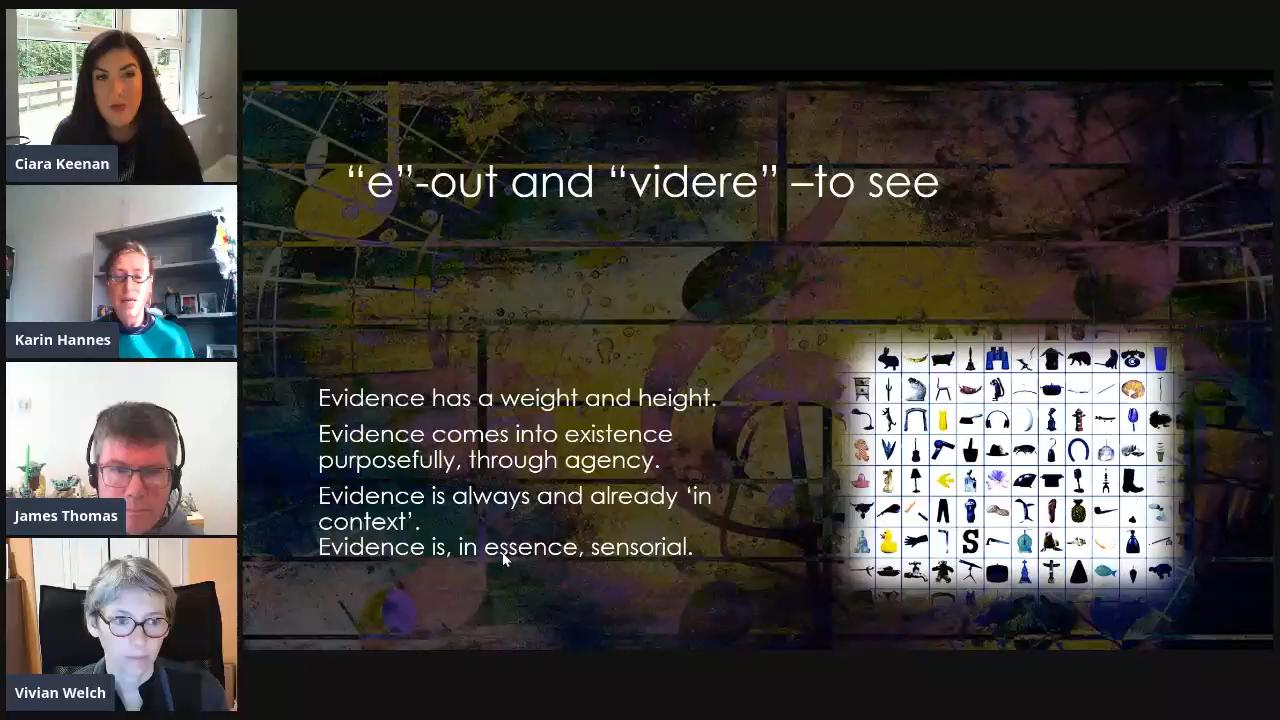 Ciara Keenan
Karin Hannes
James Thomas
Vivian Welch
“e”-out and “videre” –to see
Evidence has a weight and height.
Evidence comes into existence
purposefully, through agency.
Evidence is always and already ‘in
context’.
Evidence is, in essence, sensorial.
S